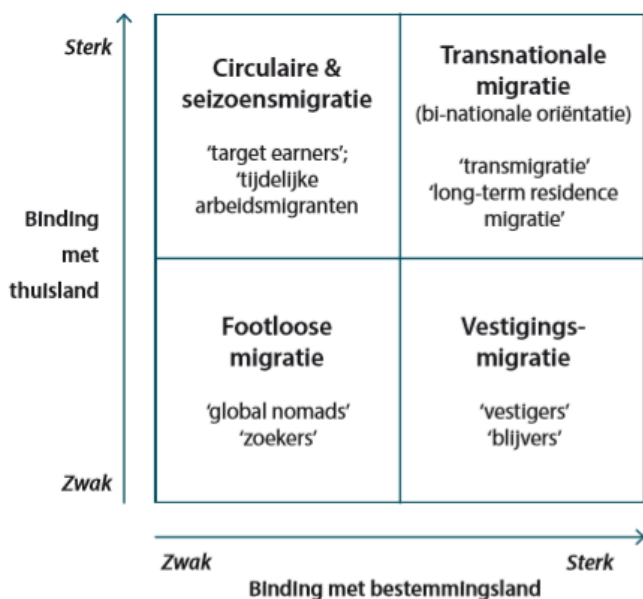 Sterk
Binding
met
thuisland
Zwak
Circulaire &
seizoensmigratie
‘target earners’;
‘tijdelijke
arbeidsmigranten
Transnationale
migratie
(bi-nationale oriëntatie)
‘transmigratie’
‘long-term residence
migratie’
Footloose
migratie
‘global nomads’
‘zoekers’
Vestigings-
migratie
‘vestigers’
‘blijvers’
Zwak
Sterk
Binding met bestemmingsland